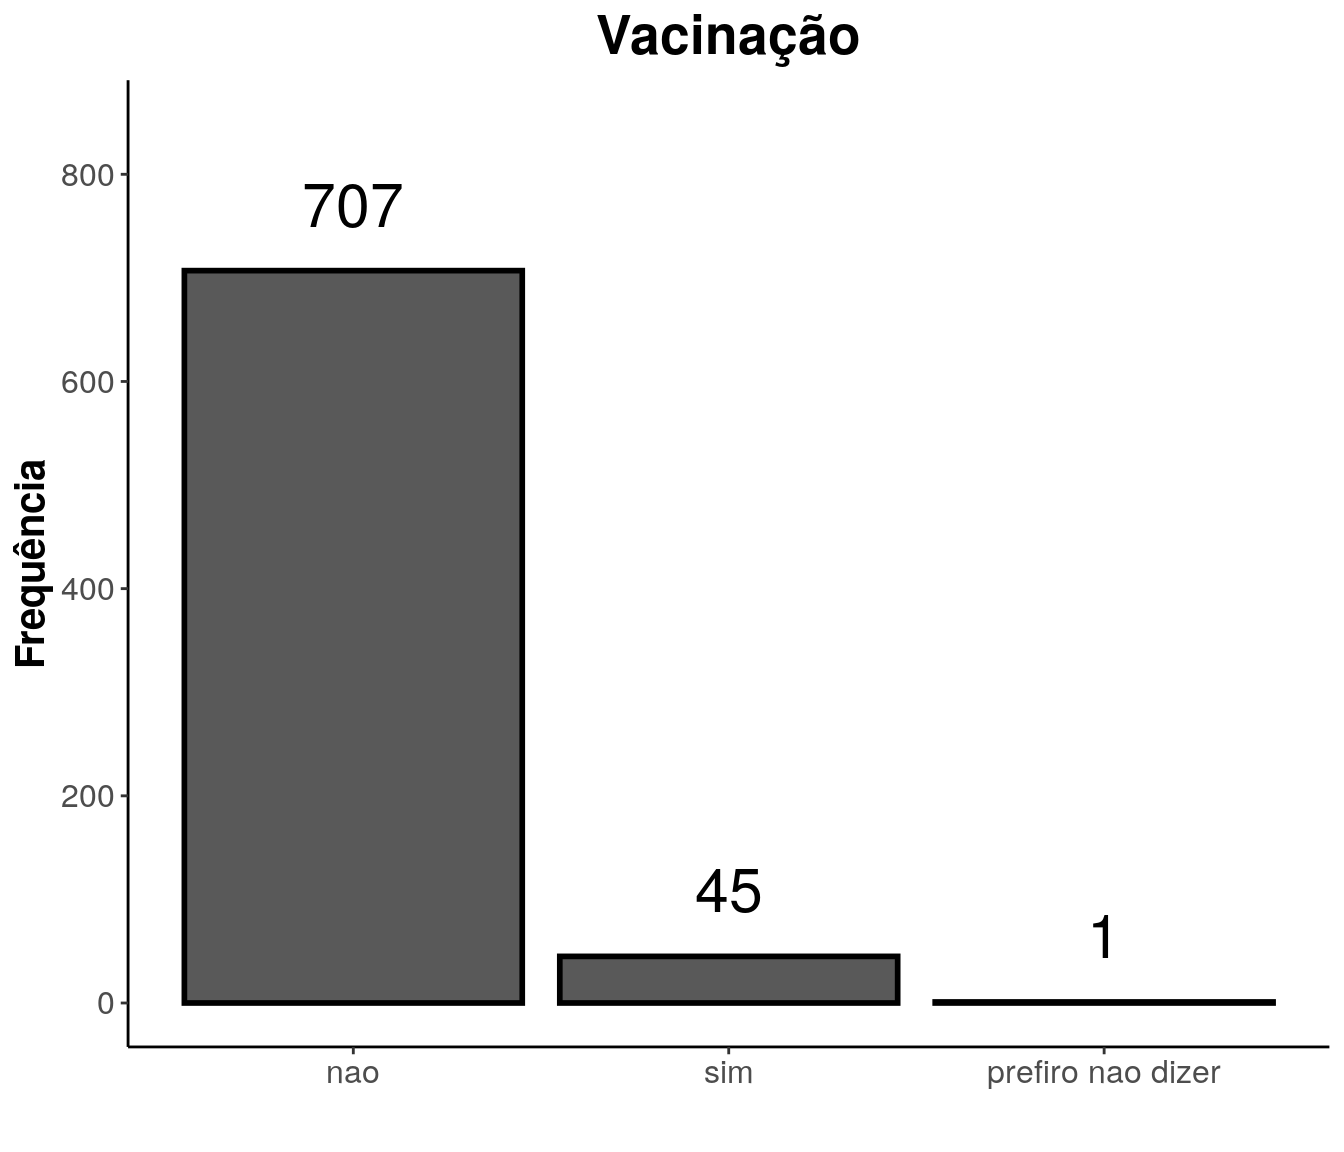 Vacinação
Frequência
800
600
400
200
0
707
45
1
nao
sim
prefiro nao dizer